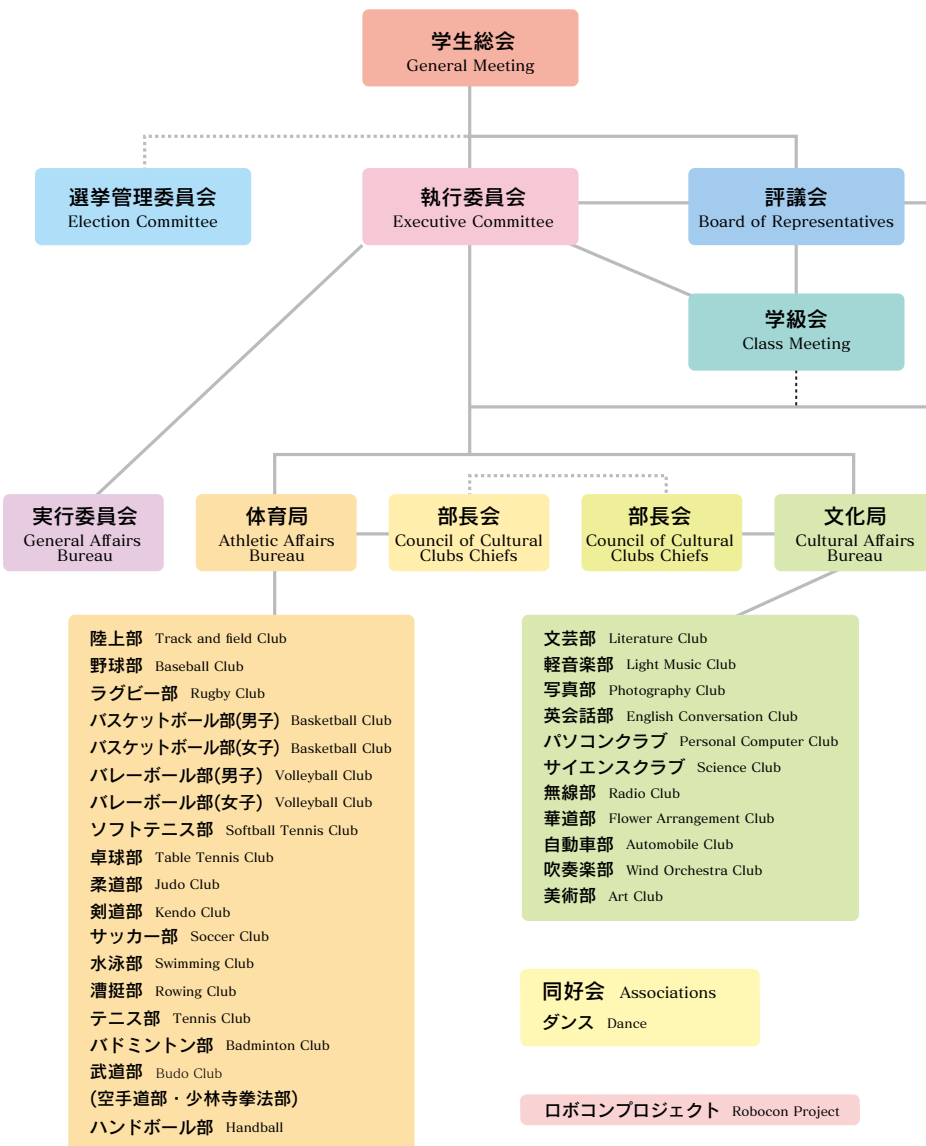 学生総会
General Meeting
選挙管理委員会
Election Committee
執行委員会
Executive Committee
評議会
Board of Representatives
学級会
Class Meeting
実行委員会
General Affairs
Bureau
体育局
Athletic Affairs
Bureau
部長会
Council of Cultural
Clubs Chiefs
部長会
Council of Cultural
Clubs Chiefs
文化局
Cultural Affairs
Bureau
陸上部 Track and field Club
野球部 Baseball Club
ラグビー部 Rugby Club
バスケットボール部(男子) Basketball Club
バスケットボール部(女子) Basketball Club
バレーボール部(男子) Volleyball Club
バレーボール部(女子) Volleyball Club
ソフトテニス部 Softball Tennis Club
卓球部 Table Tennis Club
柔道部 Judo Club
剣道部 Kendo Club
サッカー部 Soccer Club
水泳部 Swimming Club
漕挺部 Rowing Club
テニス部 Tennis Club
バドミントン部 Badminton Club
武道部 Budo Club
(空手道部・少林寺拳法部)
ハンドボール部 Handball
文芸部 Literature Club
軽音楽部 Light Music Club
写真部 Photography Club
英会話部 English Conversation Club
パソコンクラブ Personal Computer Club
サイエンスクラブ Science Club
無線部 Radio Club
華道部 Flower Arrangement Club
自動車部 Automobile Club
吹奏楽部 Wind Orchestra Club
美術部 Art Club
同好会 Associations
ダンス Dance
ロボコンプロジェクト Robocon Project